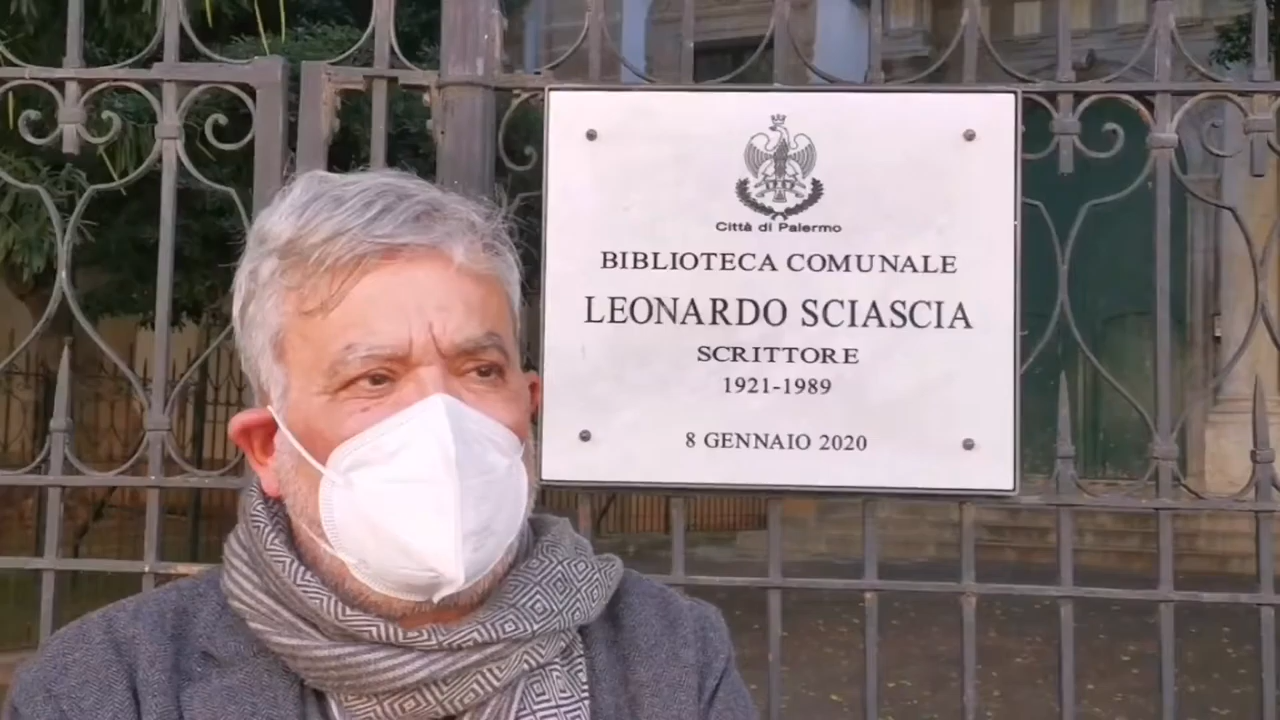 Città di Palermo
BIBLIOTECA COMUNALE
LEONARDO SCIASCIA
SCRITTORE
1921-1989
8 GENNAIO 2020